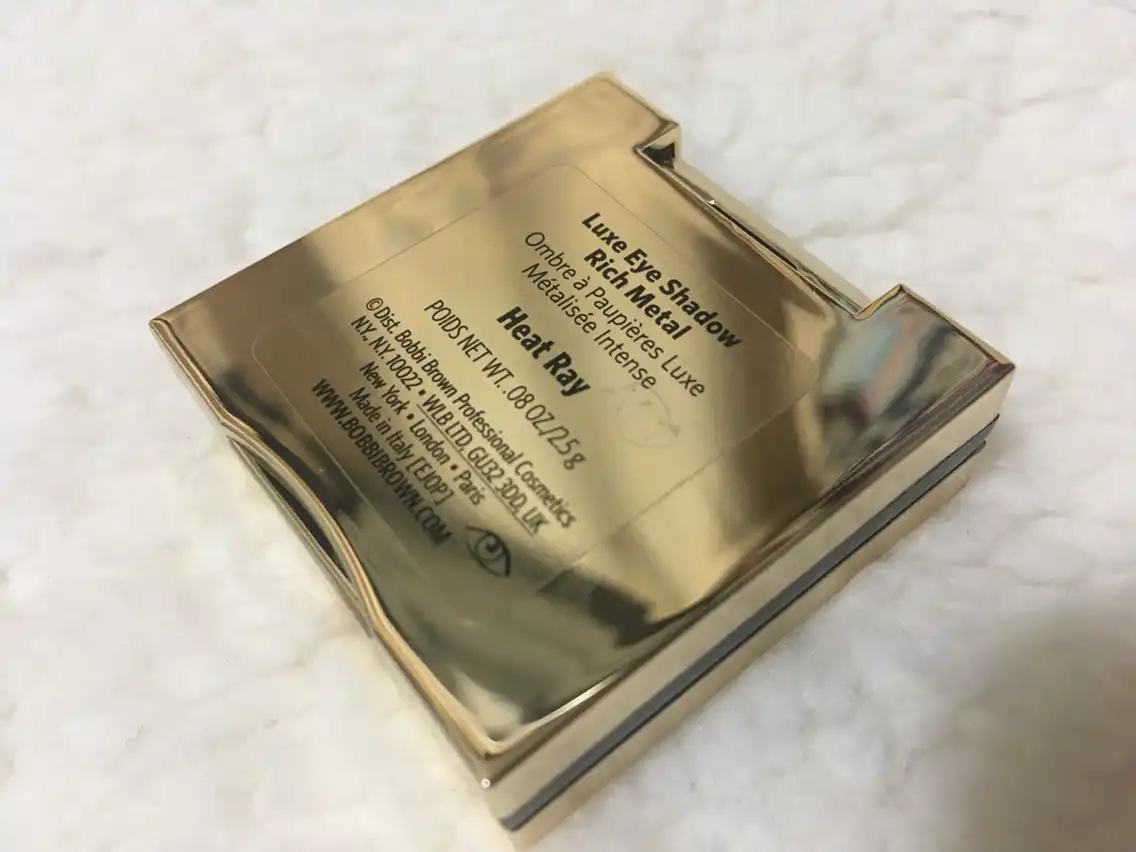 Luxe Eye Shadow
Rich Metal
Ombre à Paupières Luxe
Métalisée Intense
Heat Ray
POIDS NET WT. .08 OZ/2.5 g
©Dist. Bobbi Brown Professional Cosmetics
NY, NY 10022 • WLB LTD, GU32 3DD, UK
New York • London • Paris
Made in Italy [EJOP]
WWW.BOBBIBROWN.COM